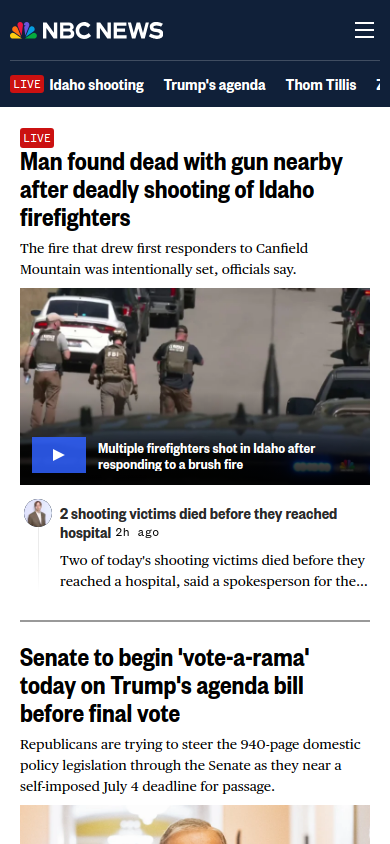 NBC NEWS
LIVE Idaho shooting Trump's agenda Thom Tillis
LIVE
Man found dead with gun nearby
after deadly shooting of Idaho
firefighters
The fire that drew first responders to Canfield
Mountain was intentionally set, officials say.
FBI
Multiple firefighters shot in Idaho after
responding to a brush fire
2 shooting victims died before they reached
hospital 2h ago
Two of today's shooting victims died before they
reached a hospital, said a spokesperson for the...
Senate to begin 'vote-a-rama'
today on Trump's agenda bill
before final vote
Republicans are trying to steer the 940-page domestic
policy legislation through the Senate as they near a
self-imposed July 4 deadline for passage.